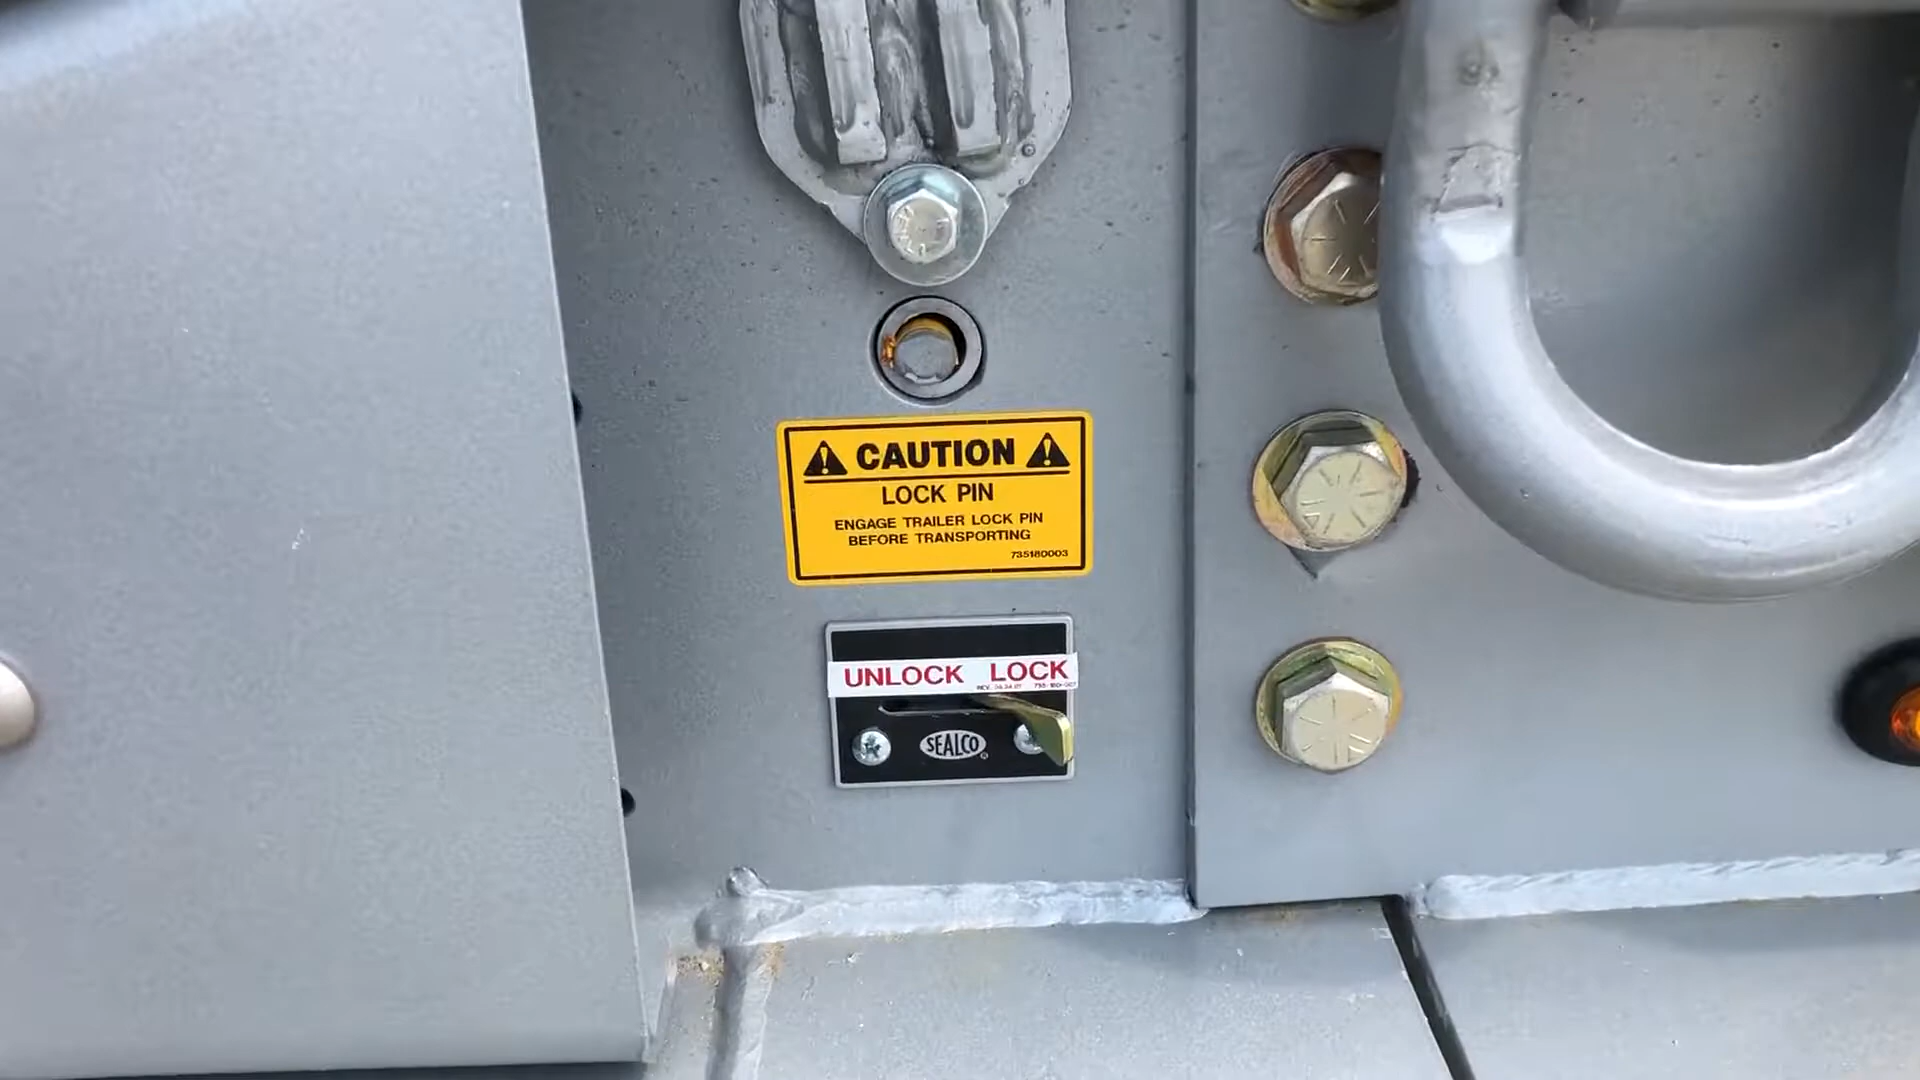 CAUTION
LOCK PIN
ENGAGE TRAILER LOCK PIN
BEFORE TRANSPORTING
735180003
UNLOCK LOCK
SEALCO